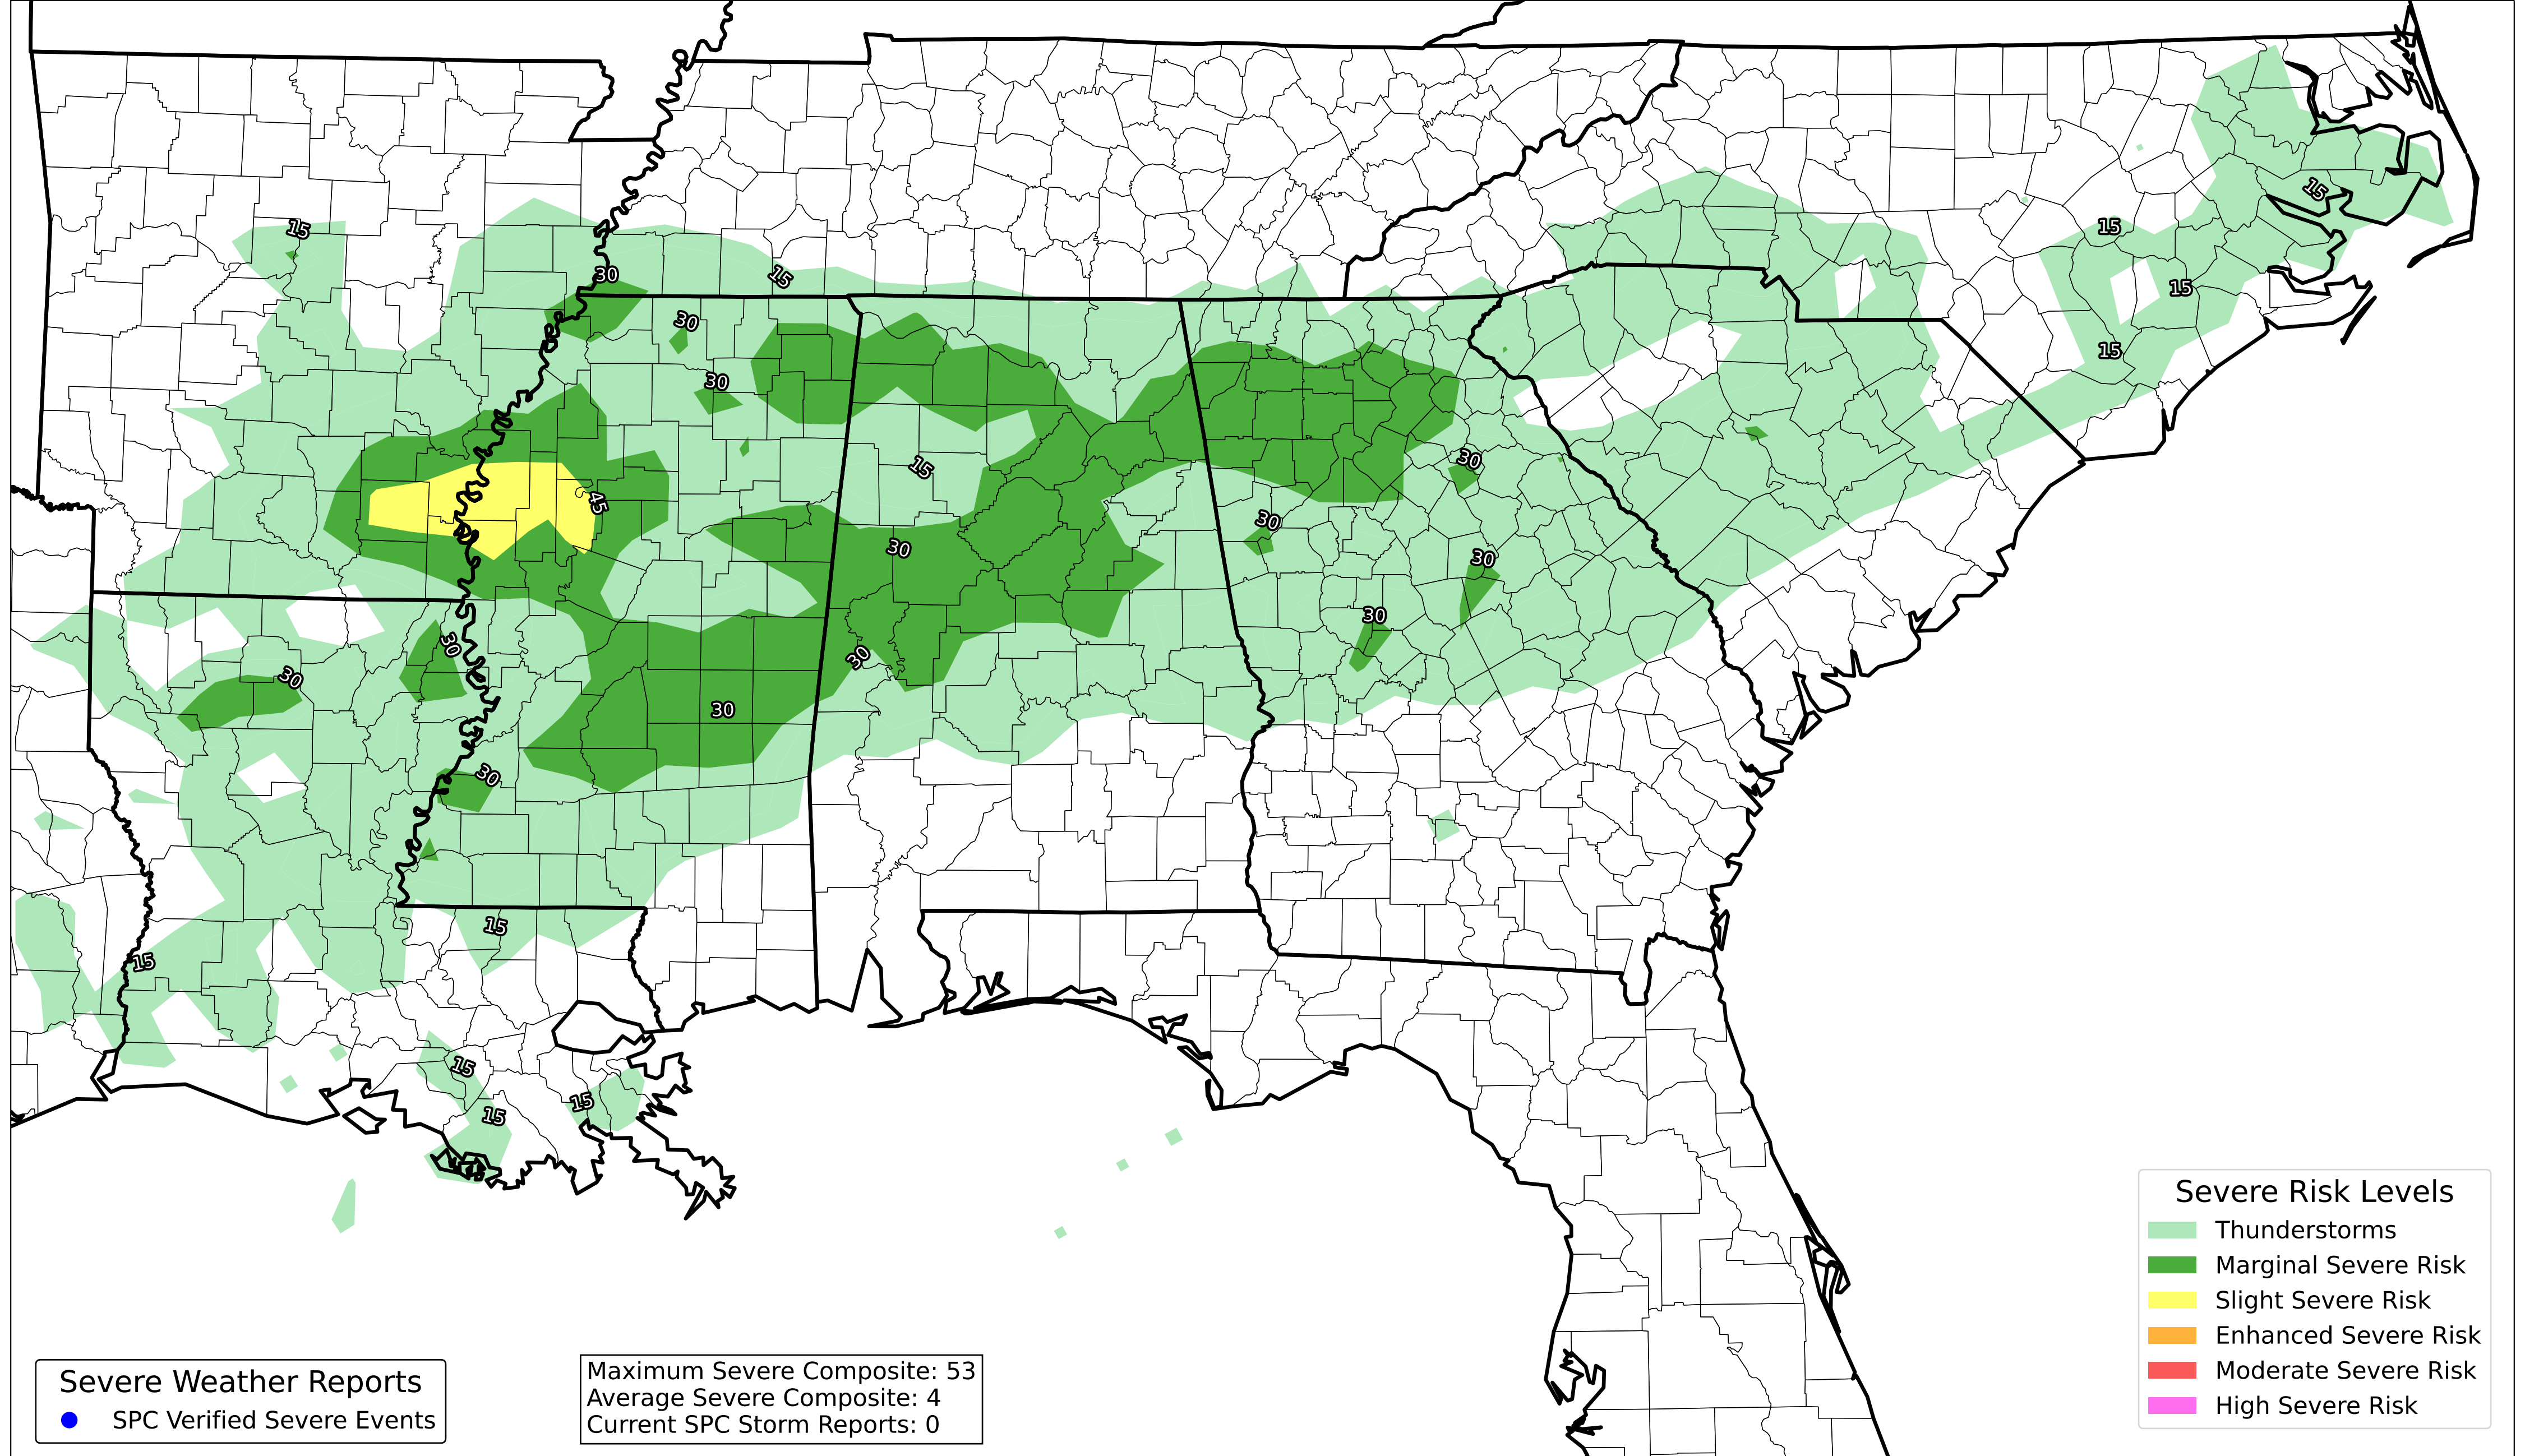 15
15
15
30
15
15
30
15
30
15
30
15
30
45
30
30
30
30
30
30
30
30
30
15
15
15
15
15
Severe Risk Levels
Thunderstorms
Marginal Severe Risk
Slight Severe Risk
Enhanced Severe Risk
Moderate Severe Risk
High Severe Risk
Severe Weather Reports
SPC Verified Severe Events
Maximum Severe Composite: 53
Average Severe Composite: 4
Current SPC Storm Reports: 0